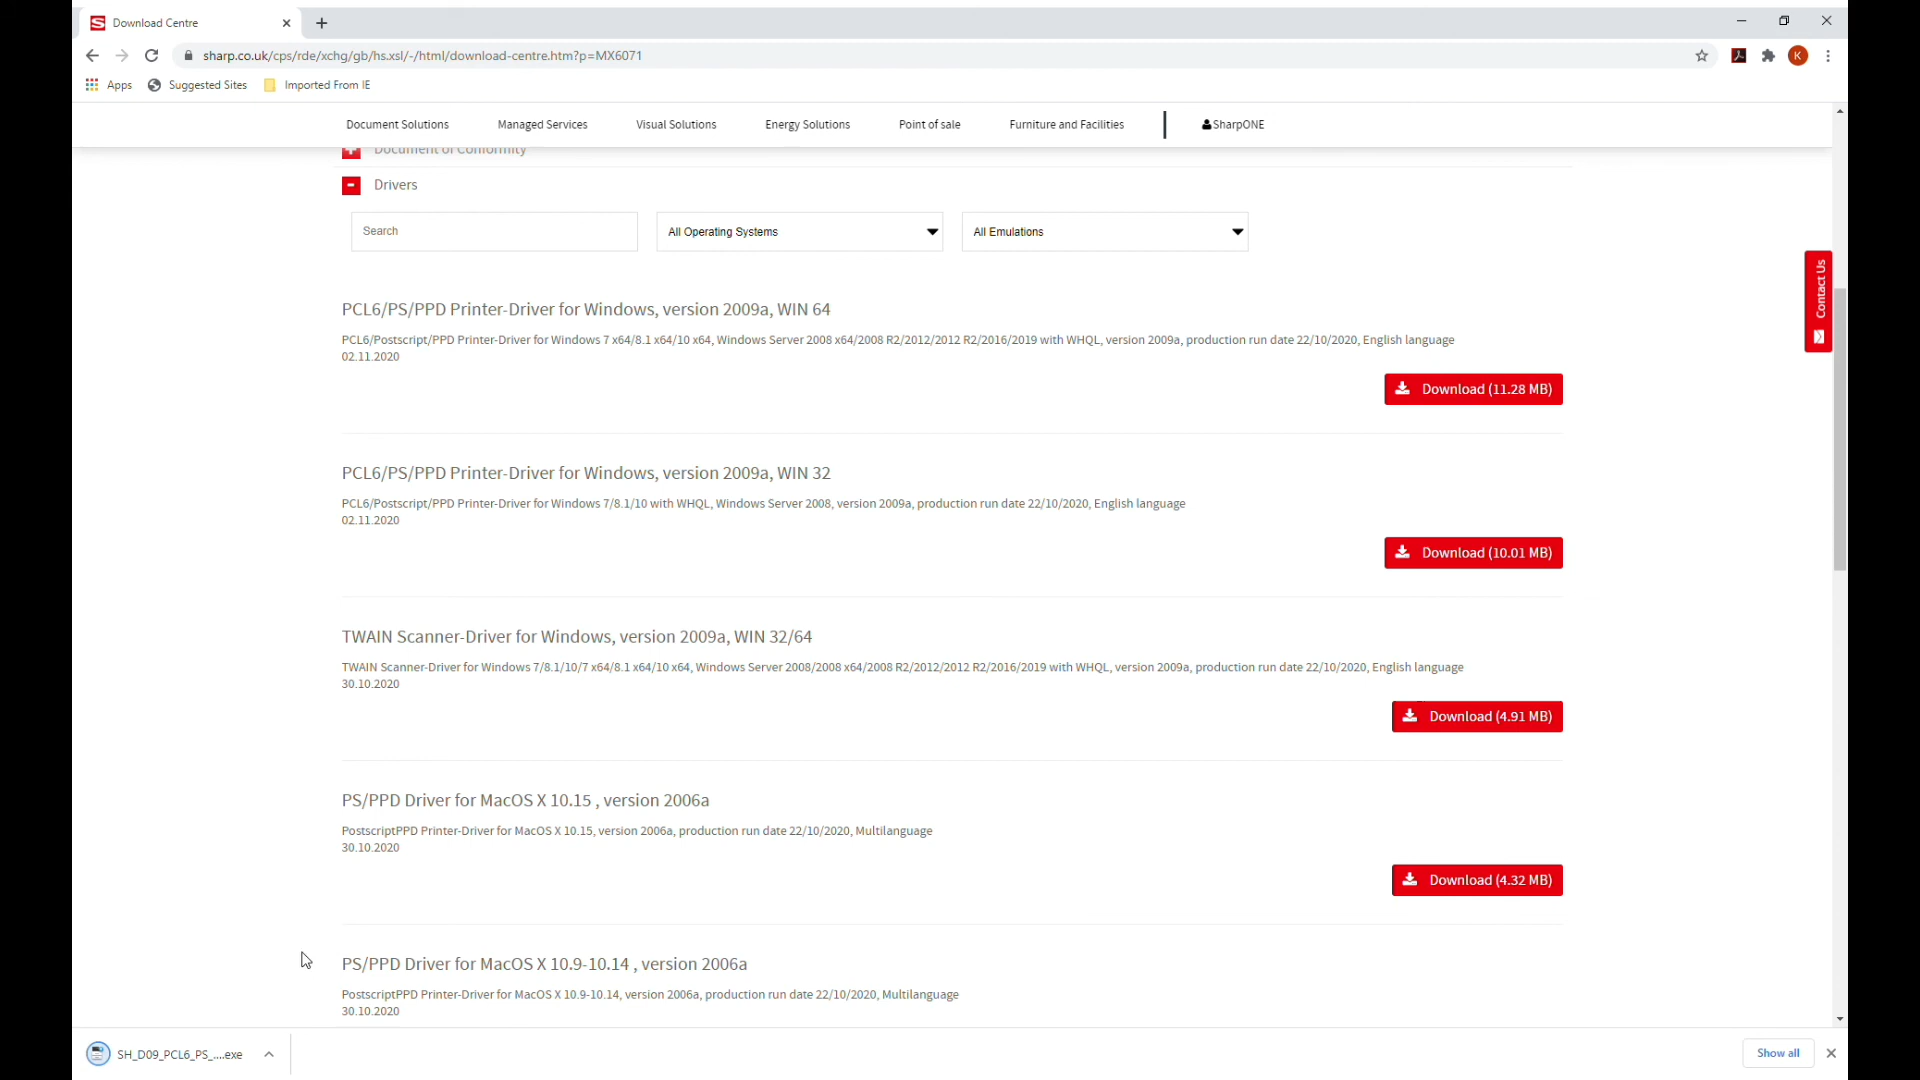 Download Centre
sharp.co.uk/cps/rde/xchg/gb/hs.xsl/-/html/download-centre.htm?p=MX6071
K
Apps
Suggested Sites
Imported From IE
Document Solutions
Managed Services
Visual Solutions
Energy Solutions
Point of sale
Furniture and Facilities
SharpONE
Document of Conformity
Drivers
Search
All Operating Systems
All Emulations
Contact Us
PCL6/PS/PPD Printer-Driver for Windows, version 2009a, WIN 64
PCL6/Postscript/PPD Printer-Driver for Windows 7 x64/8.1 x64/10 x64, Windows Server 2008 x64/2008 R2/2012/2012 R2/2016/2019 with WHQL, version 2009a, production run date 22/10/2020, English language
02.11.2020
Download (11.28 MB)
PCL6/PS/PPD Printer-Driver for Windows, version 2009a, WIN 32
PCL6/Postscript/PPD Printer-Driver for Windows 7/8.1/10 with WHQL, Windows Server 2008, version 2009a, production run date 22/10/2020, English language
02.11.2020
Download (10.01 MB)
TWAIN Scanner-Driver for Windows, version 2009a, WIN 32/64
TWAIN Scanner-Driver for Windows 7/8.1/10/7 x64/8.1 x64/10 x64, Windows Server 2008/2008 x64/2008 R2/2012/2012 R2/2016/2019 with WHQL, version 2009a, production run date 22/10/2020, English language
30.10.2020
Download (4.91 MB)
PS/PPD Driver for MacOS X 10.15 , version 2006a
PostscriptPPD Printer-Driver for MacOS X 10.15, version 2006a, production run date 22/10/2020, Multilanguage
30.10.2020
Download (4.32 MB)
PS/PPD Driver for MacOS X 10.9-10.14 , version 2006a
PostscriptPPD Printer-Driver for MacOS X 10.9-10.14, version 2006a, production run date 22/10/2020, Multilanguage
30.10.2020
SH_D09_PCL6_PS_....exe
Show all